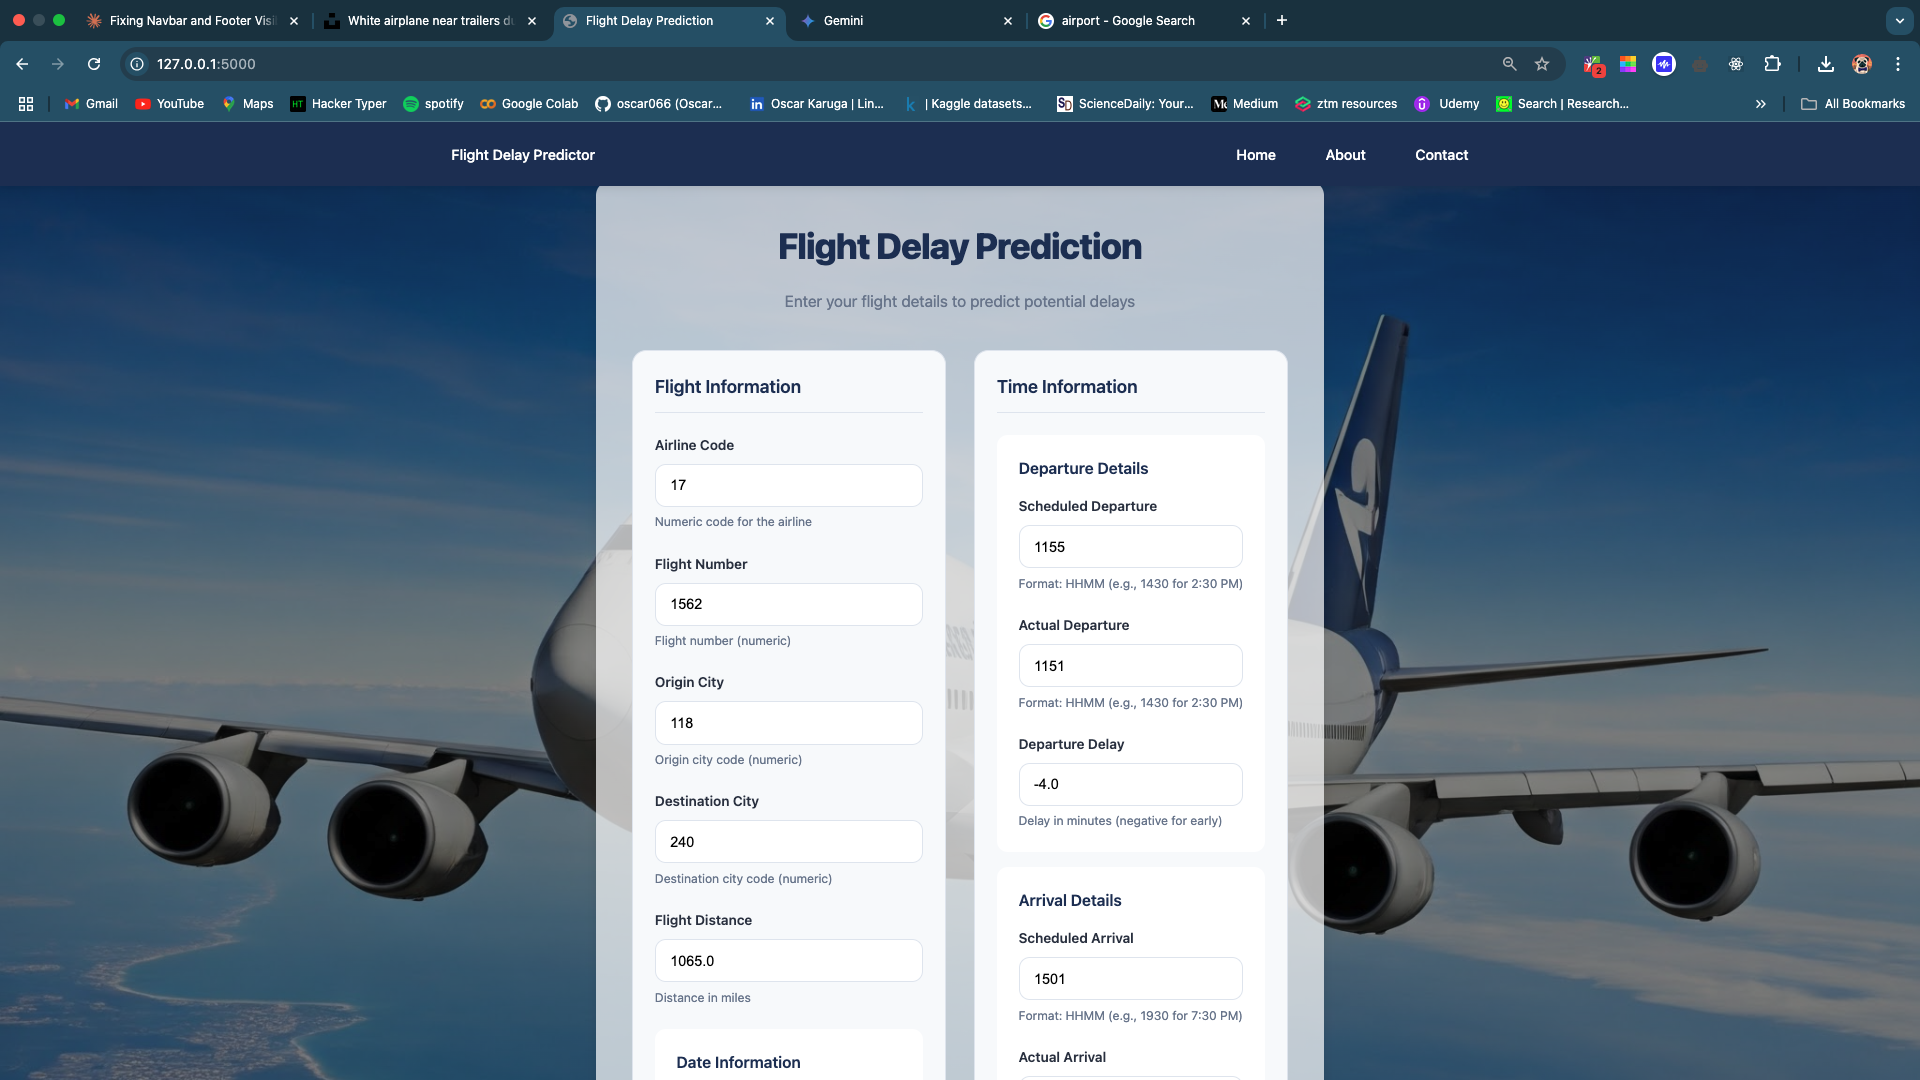 Fixing Navbar and Footer Visi
White airplane near trailers d
Flight Delay Prediction
Gemini
airport - Google Search
127.0.0.1:5000
2
Gmail
YouTube
Maps
HT
Hacker Typer
spotify
Google Colab
oscar066 (Oscar...
Oscar Karuga | Lin...
| Kaggle datasets...
SD
ScienceDaily: Your...
Medium
ztm resources
Udemy
Search | Research...
All Bookmarks
Flight Delay Predictor
Home
About
Contact
Flight Delay Prediction
Enter your flight details to predict potential delays
Flight Information
Airline Code
17
Numeric code for the airline
Flight Number
1562
Flight number (numeric)
Origin City
118
Origin city code (numeric)
Destination City
240
Destination city code (numeric)
Flight Distance
1065.0
Distance in miles
Date Information
Time Information
Departure Details
Scheduled Departure
1155
Format: HHMM (e.g., 1430 for 2:30 PM)
Actual Departure
1151
Format: HHMM (e.g., 1430 for 2:30 PM)
Departure Delay
-4.0
Delay in minutes (negative for early)
Arrival Details
Scheduled Arrival
1501
Format: HHMM (e.g., 1930 for 7:30 PM)
Actual Arrival